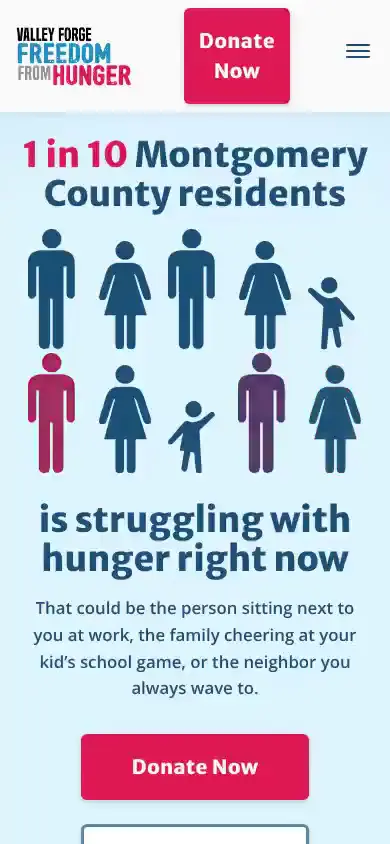 VALLEY FORGE
FREEDOM
FROM HUNGER
Donate
Now
1 in 10 Montgomery
County residents
is struggling with
hunger right now
That could be the person sitting next to
you at work, the family cheering at your
kid’s school game, or the neighbor you
always wave to.
Donate Now